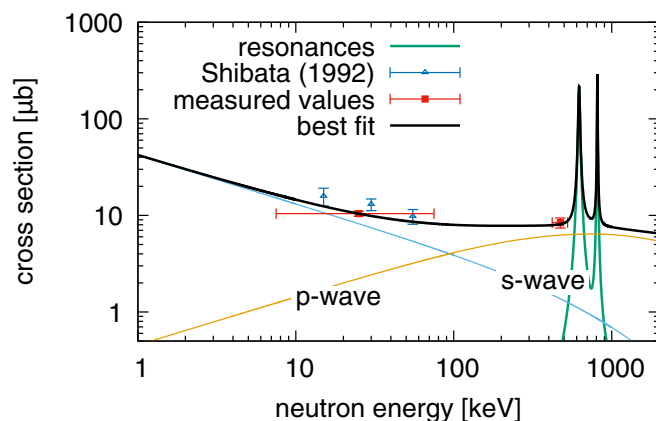 resonances
Shibata (1992)
measured values
best fit
1000
100
10
1
cross section [µb]
p-wave
s-wave
1 10 100 1000
neutron energy [keV]